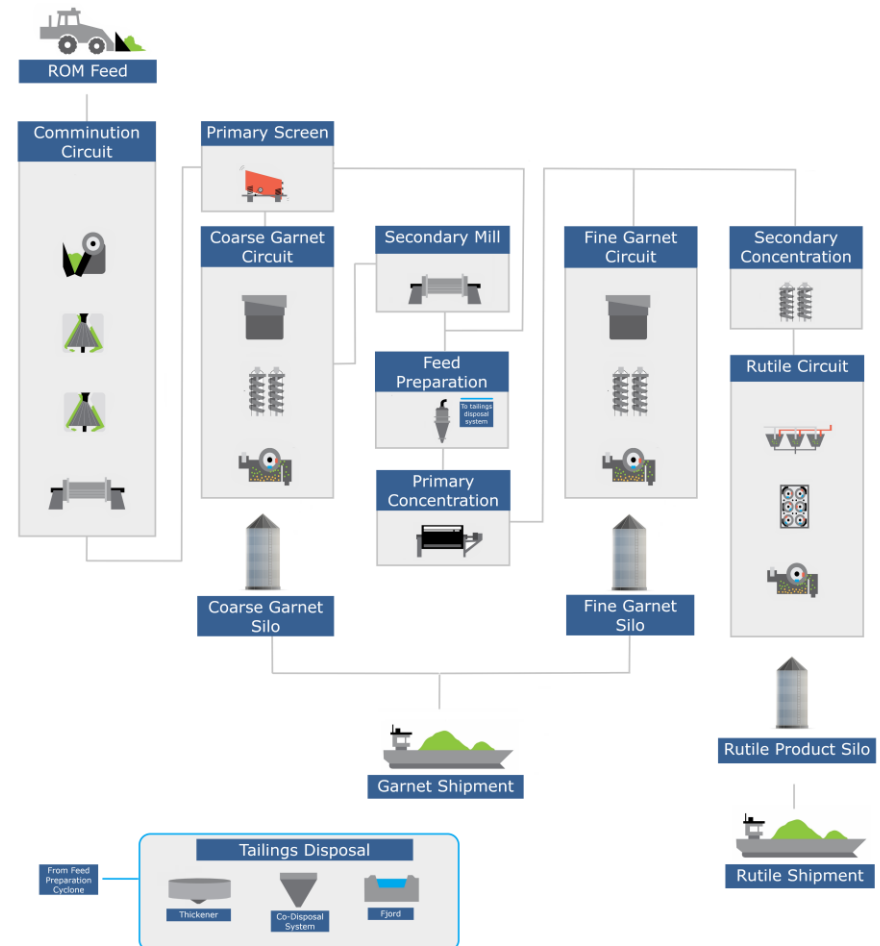 ROM Feed
Comminution
Circuit
Primary Screen
Coarse Garnet
Circuit
Secondary Mill
Fine Garnet
Circuit
Secondary
Concentration
Feed
Preparation
To tailings
disposal
system
Rutile Circuit
Primary
Concentration
Coarse Garnet
Silo
Fine Garnet
Silo
Rutile Product Silo
Garnet Shipment
Rutile Shipment
Tailings Disposal
From Feed
Preparation
Cyclone
Thickener
Co-Disposal
System
Fjord